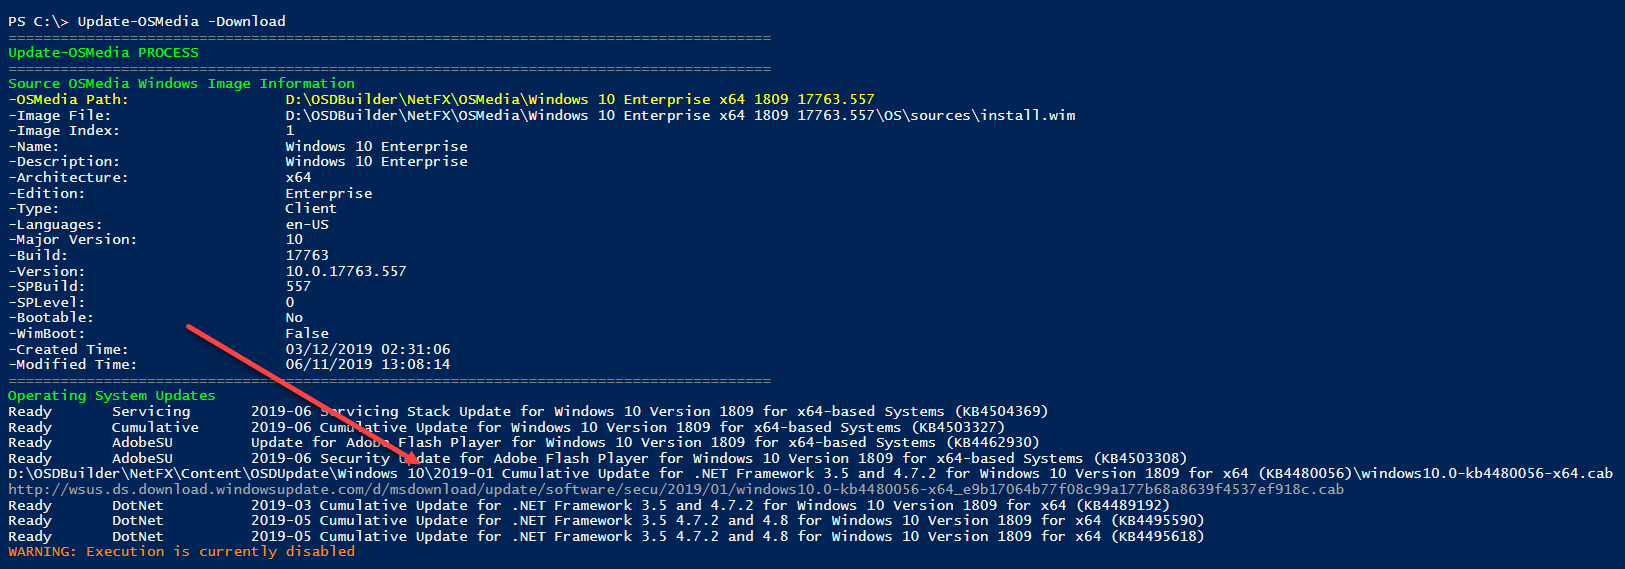 PS C:\> Update-OSMedia -Download
========================================================================================
Update-OSMedia PROCESS
========================================================================================
Source OSMedia Windows Image Information
-OSMedia Path: D:\OSDBuilder\NetFX\OSMedia\Windows 10 Enterprise x64 1809 17763.557
-Image File: D:\OSDBuilder\NetFX\OSMedia\Windows 10 Enterprise x64 1809 17763.557\OS\sources\install.wim
-Image Index: 1
-Name: Windows 10 Enterprise
-Description: Windows 10 Enterprise
-Architecture: x64
-Edition: Enterprise
-Type: Client
-Languages: en-US
-Major Version: 10
-Build: 17763
-Version: 10.0.17763.557
-SPBuild: 557
-SPLevel: 0
-Bootable: No
-WimBoot: False
-Created Time: 03/12/2019 02:31:06
-Modified Time: 06/11/2019 13:08:14
========================================================================================
Operating System Updates
Ready Servicing 2019-06 Servicing Stack Update for Windows 10 Version 1809 for x64-based Systems (KB4504369)
Ready Cumulative 2019-06 Cumulative Update for Windows 10 Version 1809 for x64-based Systems (KB4503327)
Ready AdobeSU Update for Adobe Flash Player for Windows 10 Version 1809 for x64-based Systems (KB4462930)
Ready AdobeSU 2019-06 Security Update for Adobe Flash Player for Windows 10 Version 1809 for x64-based Systems (KB4503308)
D:\OSDBuilder\NetFX\Content\OSDUpdate\Windows 10\2019-01 Cumulative Update for .NET Framework 3.5 and 4.7.2 for Windows 10 Version 1809 for x64 (KB4480056)\windows10.0-kb4480056-x64.cab
http://wsus.ds.download.windowsupdate.com/d/msdownload/update/software/secu/2019/01/windows10.0-kb4480056-x64_e9b17064b77f08c99a177b68a8639f4537ef918c.cab
Ready DotNet 2019-03 Cumulative Update for .NET Framework 3.5 and 4.7.2 for Windows 10 Version 1809 for x64 (KB4489192)
Ready DotNet 2019-05 Cumulative Update for .NET Framework 3.5 4.7.2 and 4.8 for Windows 10 Version 1809 for x64 (KB4495590)
Ready DotNet 2019-05 Cumulative Update for .NET Framework 3.5 4.7.2 and 4.8 for Windows 10 Version 1809 for x64 (KB4495618)
WARNING: Execution is currently disabled